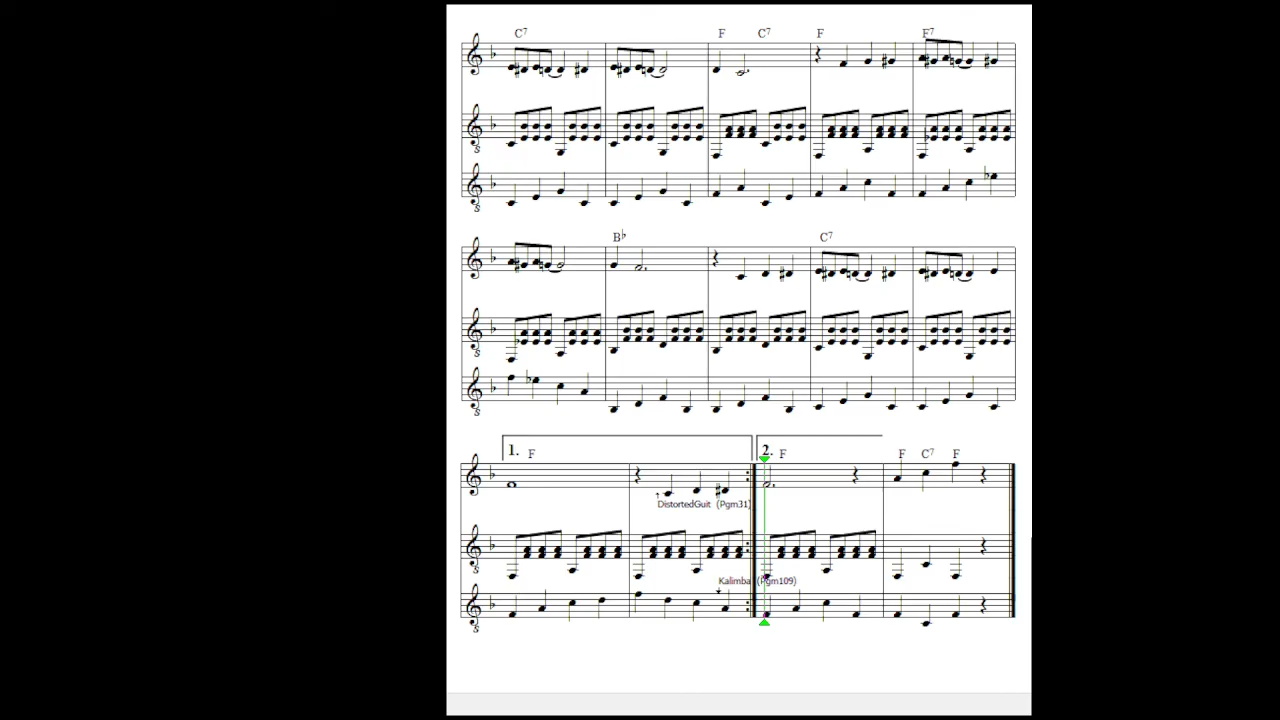 C7 F C7 F F7
B♭ C7
1. F 2. F F C7 F
DistortedGuit (Pgm31)
Kalimba (Pgm109)